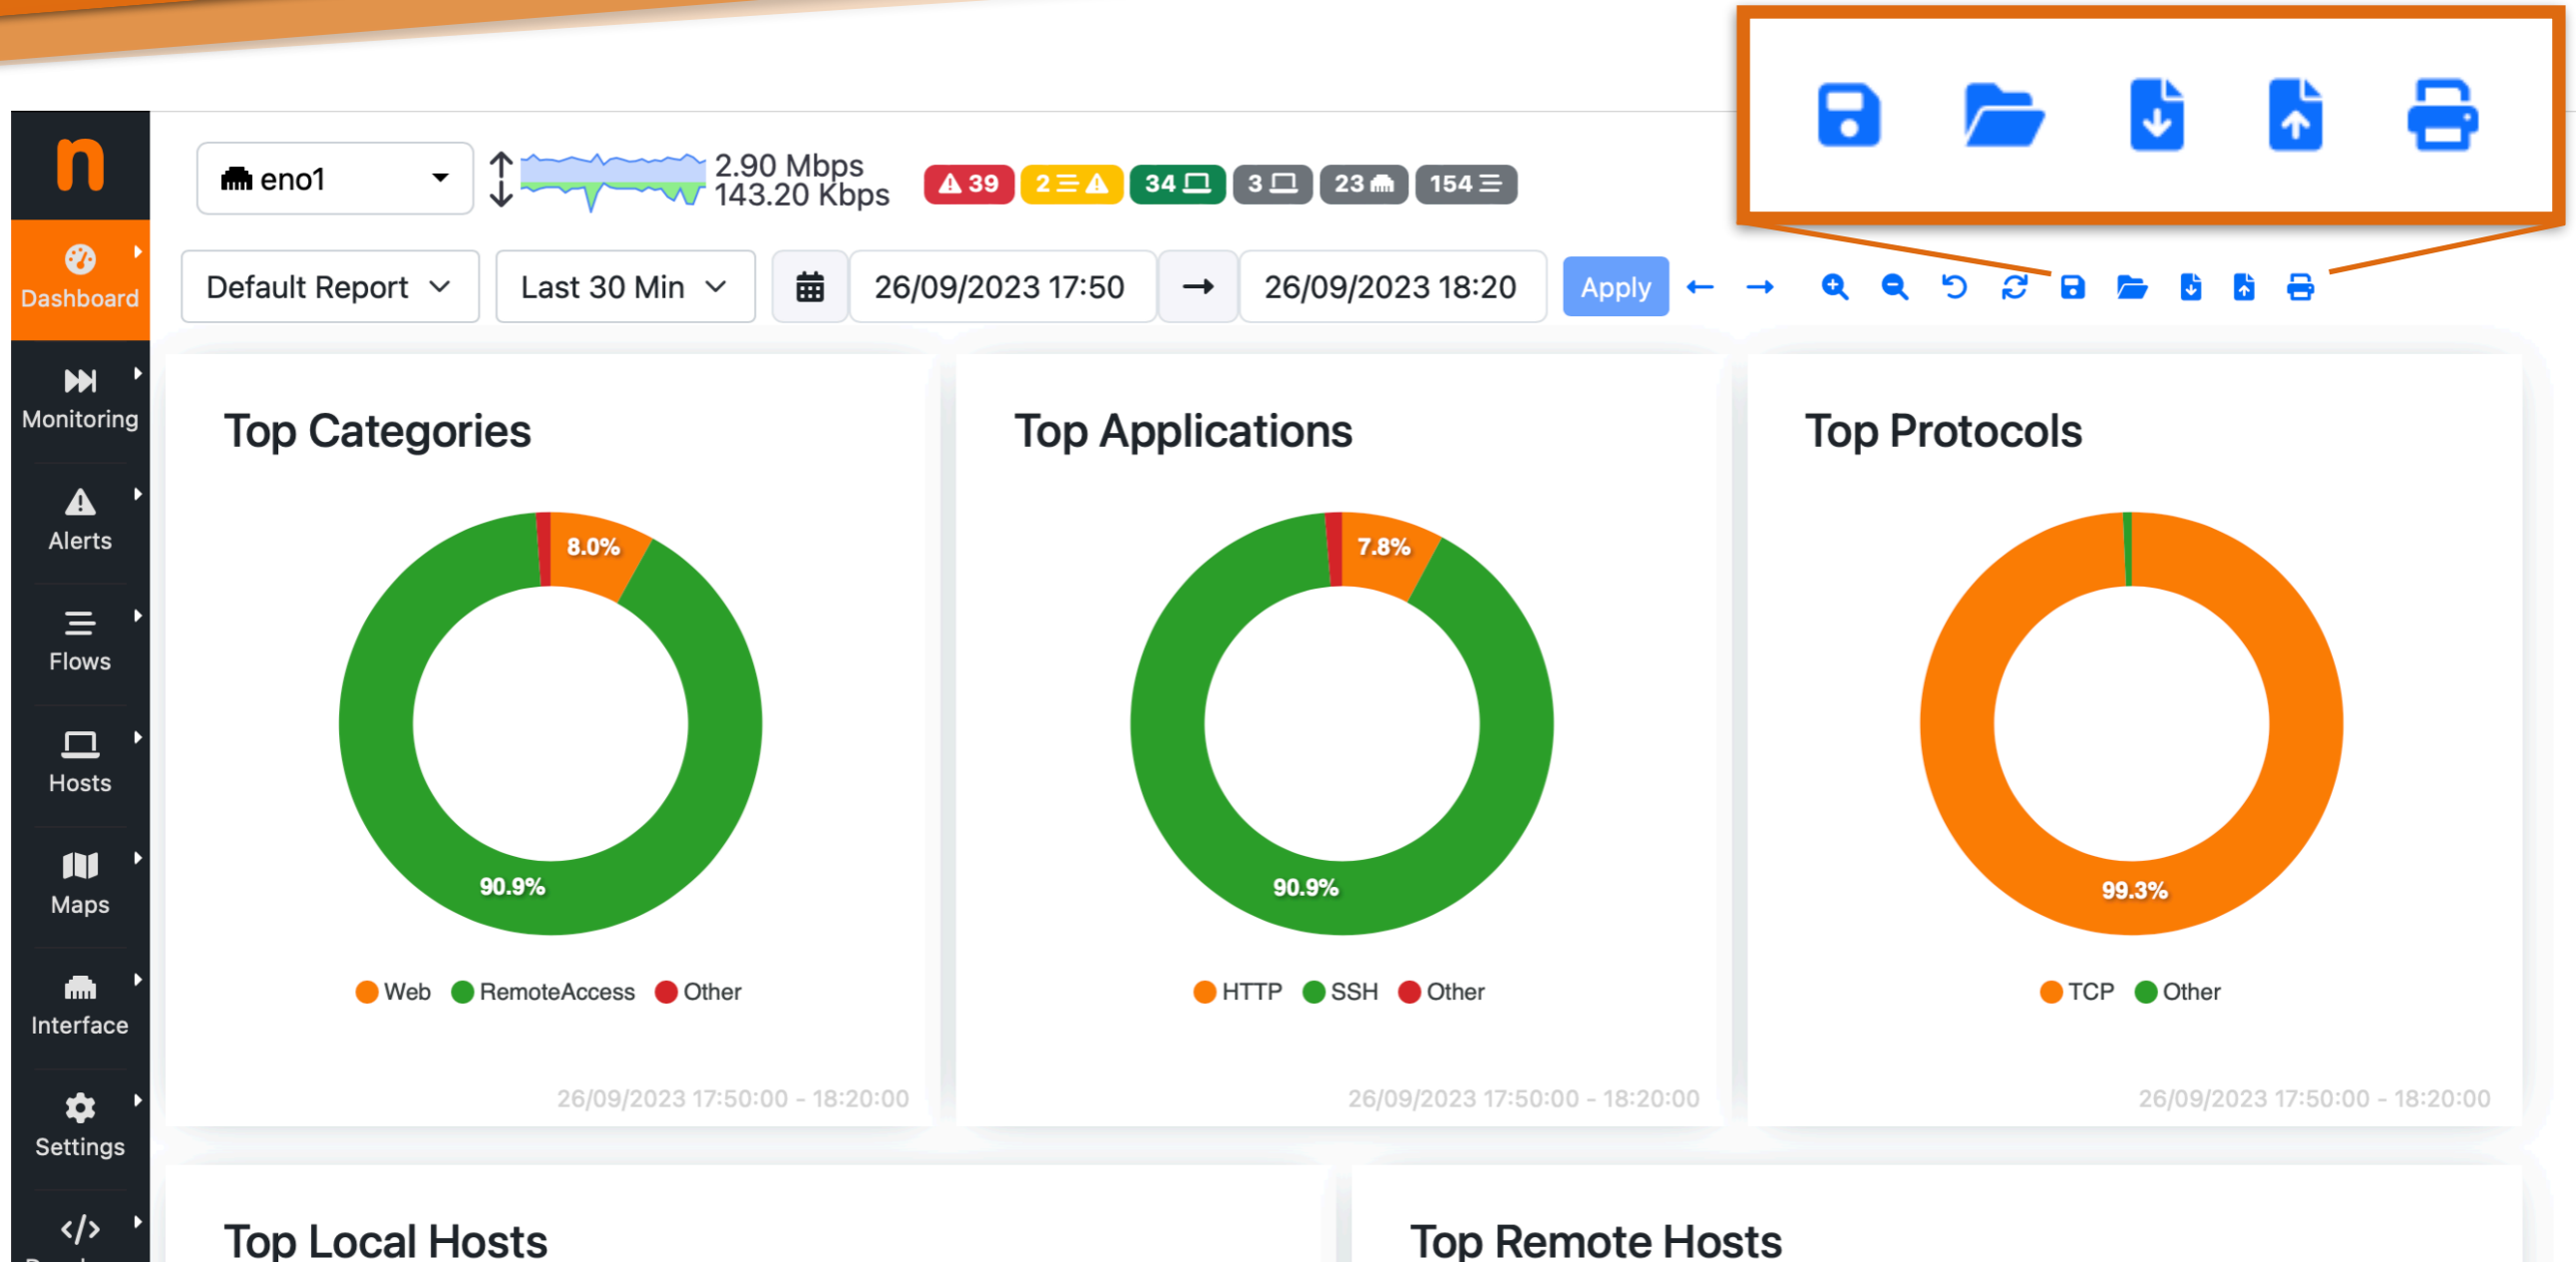 n
eno1
2.90 Mbps
143.20 Kbps
39
2
34
3
23
154
Dashboard
Default Report
Last 30 Min
26/09/2023 17:50
26/09/2023 18:20
Apply
Monitoring
Alerts
Flows
Hosts
Maps
Interface
Settings
Top Categories
8.0%
90.9%
Web RemoteAccess Other
26/09/2023 17:50:00 - 18:20:00
Top Applications
7.8%
90.9%
HTTP SSH Other
26/09/2023 17:50:00 - 18:20:00
Top Protocols
99.3%
TCP Other
26/09/2023 17:50:00 - 18:20:00
Top Local Hosts
Top Remote Hosts